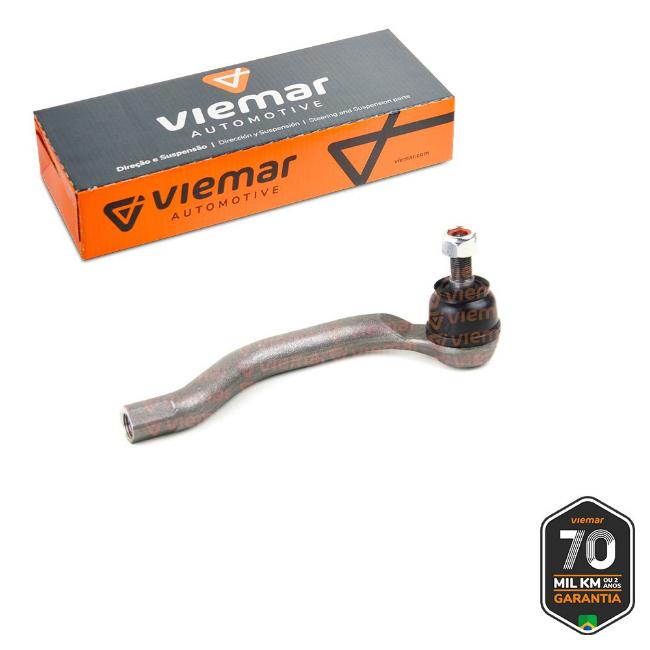 viemar
AUTOMOTIVE
Direção e Suspensão | Dirección y Suspensión | Steering and Suspension parts
viemar
AUTOMOTIVE
viemar.com
viemar viemar
viemar
70
MIL KM OU 2 ANOS
GARANTIA